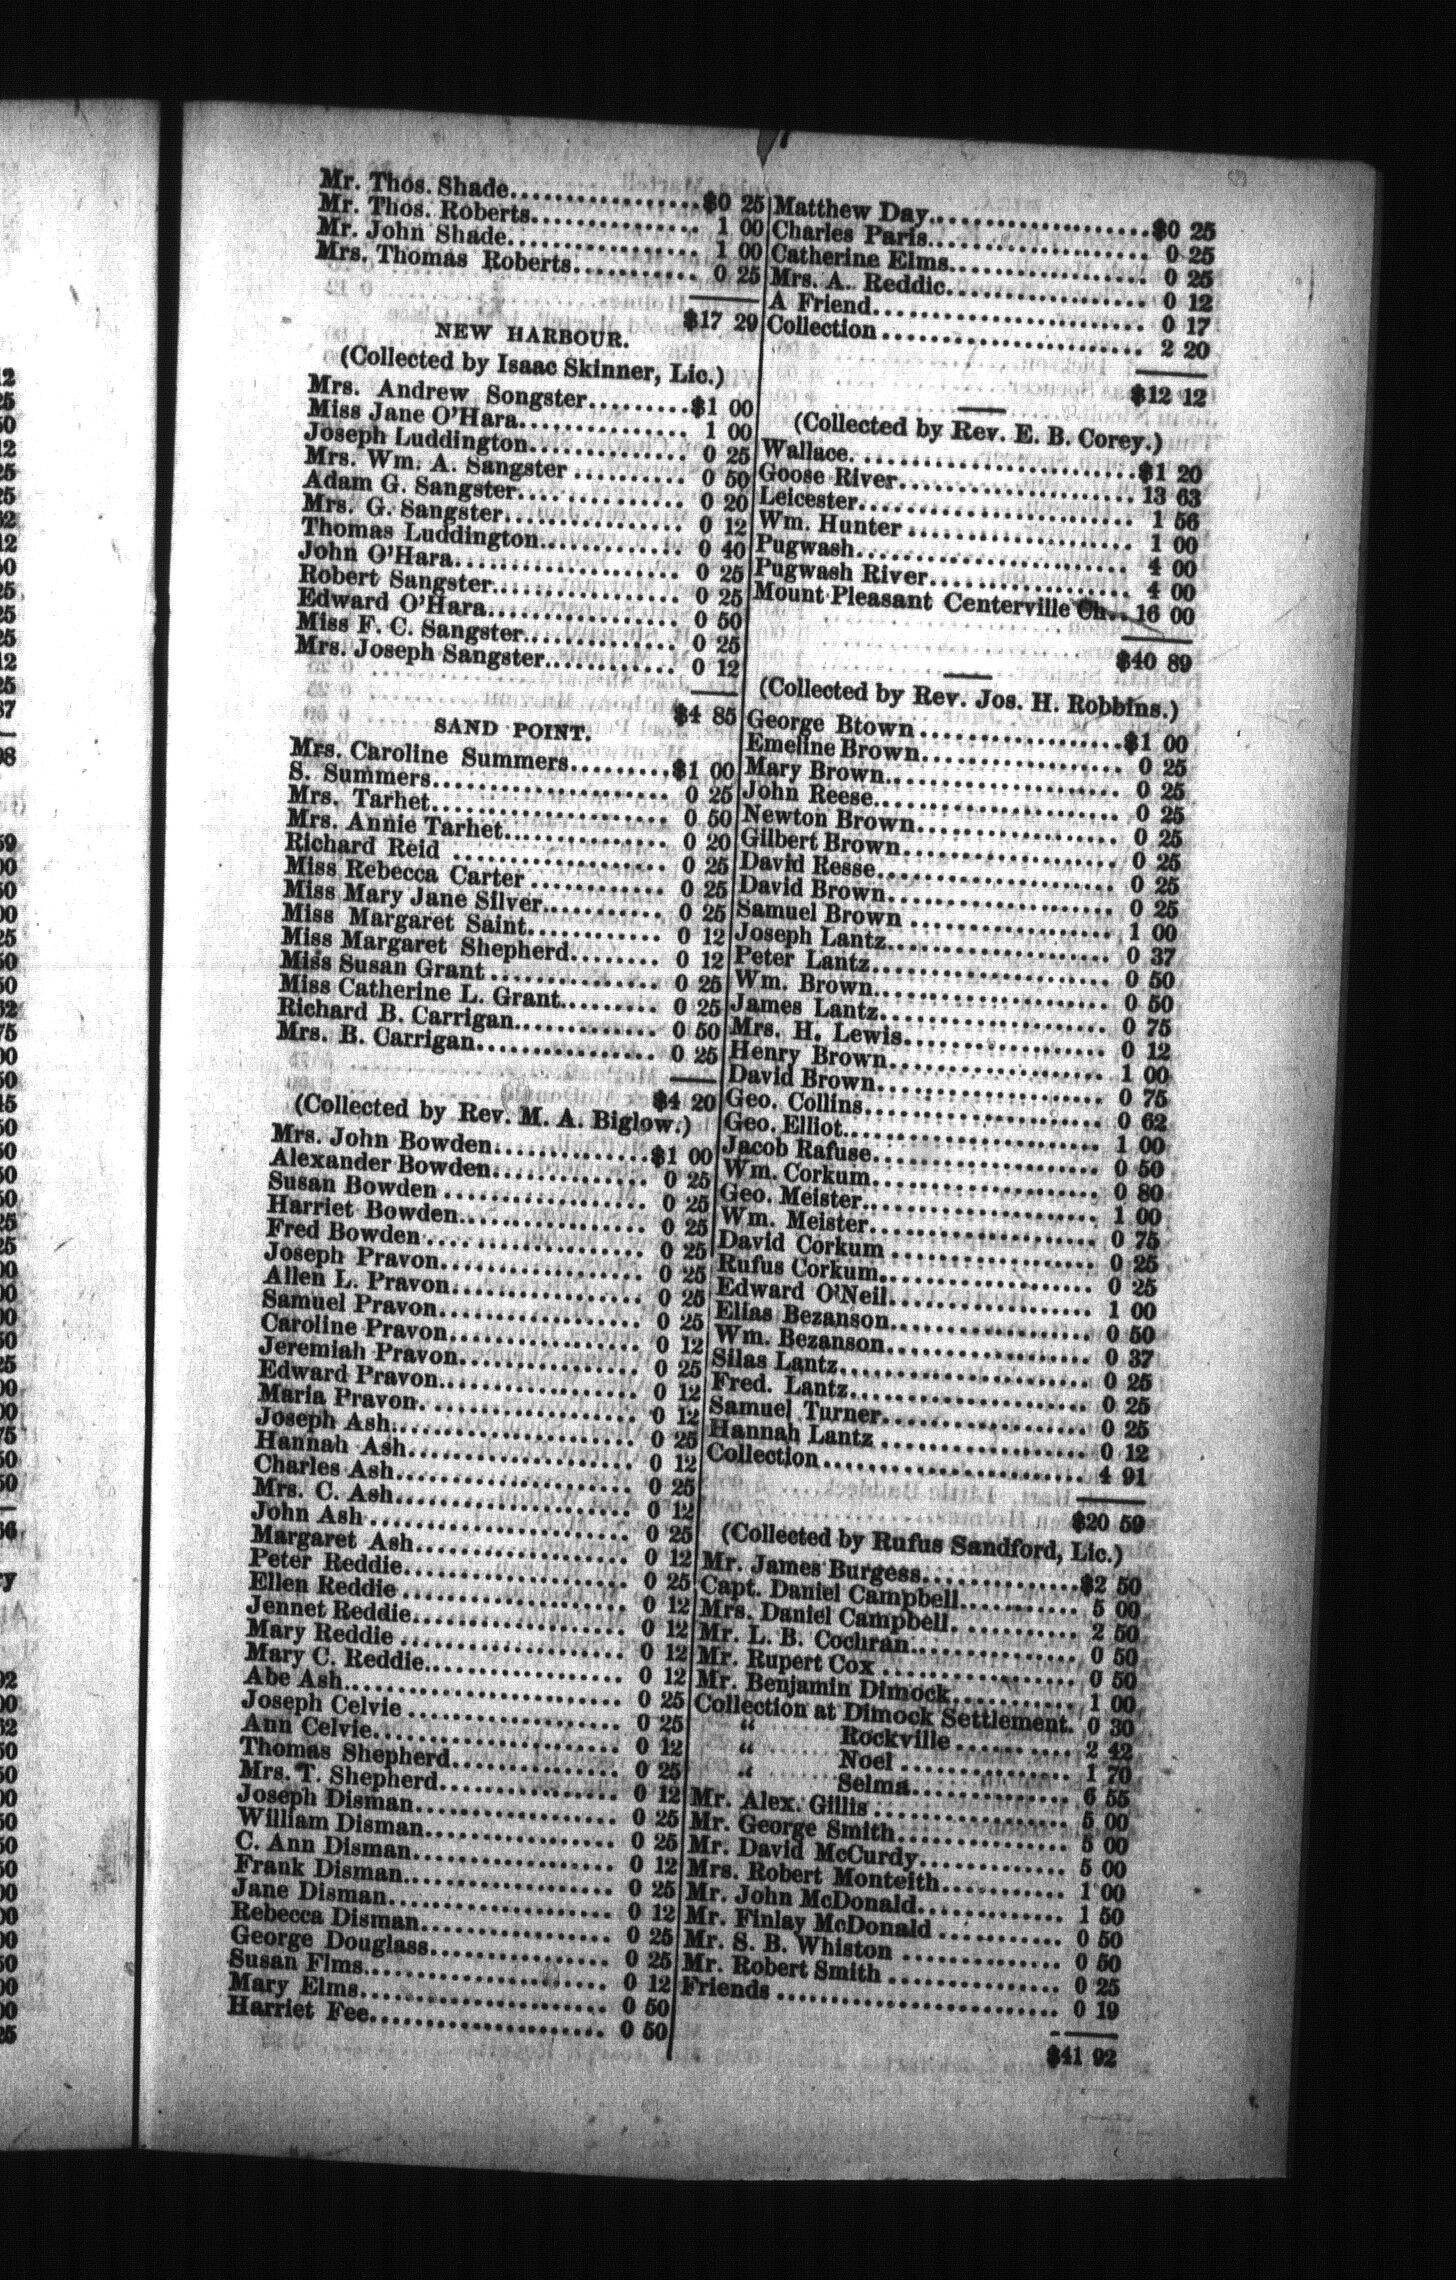 Mr. Thos. Shade $0 25
Mr. Thos. Roberts 1 00
Mr. John Shade 1 00
Mrs. Thomas Roberts 0 25
$17 29
NEW HARBOUR.
(Collected by Isaac Skinner, Lic.)
Mrs. Andrew Songster $1 00
Miss Jane O'Hara 1 00
Joseph Luddington 0 25
Mrs. Wm. A. Sangster 0 50
Adam G. Sangster 0 20
Mrs. G. Sangster 0 12
Thomas Luddington 0 40
John O'Hara 0 25
Robert Sangster 0 25
Edward O'Hara 0 50
Miss F. C. Sangster 0 25
Mrs. Joseph Sangster 0 12
$4 85
SAND POINT.
Mrs. Caroline Summers $1 00
S. Summers 0 25
Mrs. Tarhet 0 50
Mrs. Annie Tarhet 0 20
Richard Reid 0 25
Miss Rebecca Carter 0 25
Miss Mary Jane Silver 0 25
Miss Margaret Saint 0 12
Miss Margaret Shepherd 0 12
Miss Susan Grant 0 25
Miss Catherine L. Grant 0 25
Richard B. Carrigan 0 50
Mrs. B. Carrigan 0 25
$4 20
(Collected by Rev. M. A. Biglow.)
Mrs. John Bowden $1 00
Alexander Bowden 0 25
Susan Bowden 0 25
Harriet Bowden 0 25
Fred Bowden 0 25
Joseph Pravon 0 25
Allen L. Pravon 0 25
Samuel Pravon 0 25
Caroline Pravon 0 12
Jeremiah Pravon 0 25
Edward Pravon 0 12
Maria Pravon 0 12
Joseph Ash 0 25
Hannah Ash 0 12
Charles Ash 0 25
Mrs. C. Ash 0 12
John Ash 0 25
Margaret Ash 0 12
Peter Reddie 0 25
Ellen Reddie 0 12
Jennet Reddie 0 12
Mary Reddie 0 12
Mary C. Reddie 0 12
Abe Ash 0 25
Joseph Celvie 0 25
Ann Celvie 0 12
Thomas Shepherd 0 25
Mrs. T. Shepherd 0 12
Joseph Disman 0 25
William Disman 0 25
C. Ann Disman 0 12
Frank Disman 0 25
Jane Disman 0 12
Rebecca Disman 0 25
George Douglass 0 25
Susan Flms 0 12
Mary Elms 0 50
Harriet Fee 0 50
Matthew Day $0 25
Charles Paris 0 25
Catherine Elms 0 25
Mrs. A. Reddic 0 12
A Friend 0 17
Collection 2 20
$12 12
(Collected by Rev. E. B. Corey.)
Wallace $1 20
Goose River 13 63
Leicester 1 56
Wm. Hunter 1 00
Pugwash 4 00
Pugwash River 4 00
Mount Pleasant Centerville Ch 16 00
$40 89
(Collected by Rev. Jos. H. Robbins.)
George Btown $1 00
Emeline Brown 0 25
Mary Brown 0 25
John Reese 0 25
Newton Brown 0 25
Gilbert Brown 0 25
David Resse 0 25
David Brown 0 25
Samuel Brown 1 00
Joseph Lantz 0 37
Peter Lantz 0 50
Wm. Brown 0 50
James Lantz 0 75
Mrs. H. Lewis 0 12
Henry Brown 1 00
David Brown 0 75
Geo. Collins 0 62
Geo. Elliot 1 00
Jacob Rafuse 0 50
Wm. Corkum 0 80
Geo. Meister 1 00
Wm. Meister 0 75
David Corkum 0 25
Rufus Corkum 0 25
Edward O'Neil 1 00
Elias Bezanson 0 50
Wm. Bezanson 0 37
Silas Lantz 0 25
Fred. Lantz 0 25
Samuel Turner 0 25
Hannah Lantz 0 12
Collection 4 91
$20 59
(Collected by Rufus Sandford, Lic.)
Mr. James Burgess $2 50
Capt. Daniel Campbell 5 00
Mrs. Daniel Campbell 2 50
Mr. L. B. Cochran 0 50
Mr. Rupert Cox 0 50
Mr. Benjamin Dimock 1 00
Collection at Dimock Settlement. 0 30
" Rockville 2 42
" Noel 1 70
" Selma 6 55
Mr. Alex. Gillis 5 00
Mr. George Smith 5 00
Mr. David McCurdy 5 00
Mrs. Robert Monteith 1 00
Mr. John McDonald 1 50
Mr. Finlay McDonald 0 50
Mr. S. B. Whiston 0 50
Mr. Robert Smith 0 25
Friends 0 19
$41 92